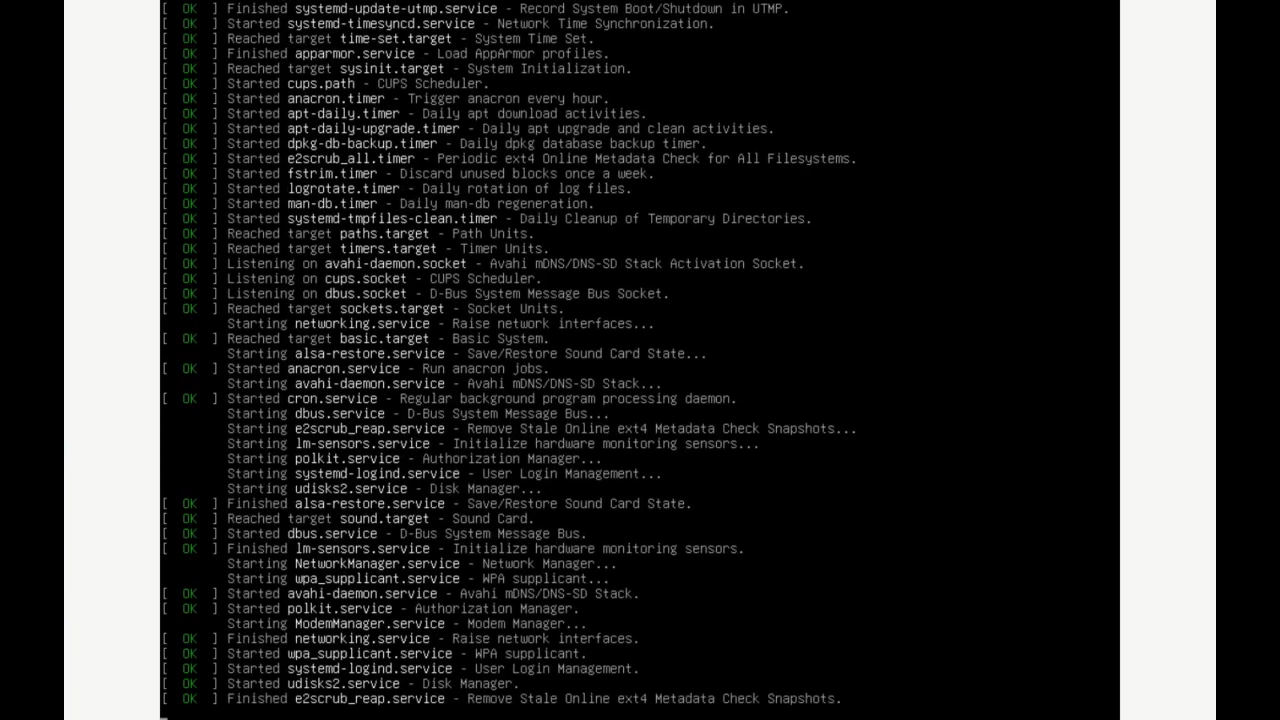 [  OK  ] Finished systemd-update-utmp.service - Record System Boot/Shutdown in UTMP.
[  OK  ] Started systemd-timesyncd.service - Network Time Synchronization.
[  OK  ] Reached target time-set.target - System Time Set.
[  OK  ] Finished apparmor.service - Load AppArmor profiles.
[  OK  ] Reached target sysinit.target - System Initialization.
[  OK  ] Started cups.path - CUPS Scheduler.
[  OK  ] Started anacron.timer - Trigger anacron every hour.
[  OK  ] Started apt-daily.timer - Daily apt download activities.
[  OK  ] Started apt-daily-upgrade.timer - Daily apt upgrade and clean activities.
[  OK  ] Started dpkg-db-backup.timer - Daily dpkg database backup timer.
[  OK  ] Started e2scrub_all.timer - Periodic ext4 Online Metadata Check for All Filesystems.
[  OK  ] Started fstrim.timer - Discard unused blocks once a week.
[  OK  ] Started logrotate.timer - Daily rotation of log files.
[  OK  ] Started man-db.timer - Daily man-db regeneration.
[  OK  ] Started systemd-tmpfiles-clean.timer - Daily Cleanup of Temporary Directories.
[  OK  ] Reached target paths.target - Path Units.
[  OK  ] Reached target timers.target - Timer Units.
[  OK  ] Listening on avahi-daemon.socket - Avahi mDNS/DNS-SD Stack Activation Socket.
[  OK  ] Listening on cups.socket - CUPS Scheduler.
[  OK  ] Listening on dbus.socket - D-Bus System Message Bus Socket.
[  OK  ] Reached target sockets.target - Socket Units.
Starting networking.service - Raise network interfaces...
[  OK  ] Reached target basic.target - Basic System.
Starting alsa-restore.service - Save/Restore Sound Card State...
[  OK  ] Started anacron.service - Run anacron jobs.
Starting avahi-daemon.service - Avahi mDNS/DNS-SD Stack...
[  OK  ] Started cron.service - Regular background program processing daemon.
Starting dbus.service - D-Bus System Message Bus...
Starting e2scrub_reap.service - Remove Stale Online ext4 Metadata Check Snapshots...
Starting lm-sensors.service - Initialize hardware monitoring sensors...
Starting polkit.service - Authorization Manager...
Starting systemd-logind.service - User Login Management...
Starting udisks2.service - Disk Manager...
[  OK  ] Finished alsa-restore.service - Save/Restore Sound Card State.
[  OK  ] Reached target sound.target - Sound Card.
[  OK  ] Started dbus.service - D-Bus System Message Bus.
[  OK  ] Finished lm-sensors.service - Initialize hardware monitoring sensors.
Starting NetworkManager.service - Network Manager...
Starting wpa_supplicant.service - WPA supplicant...
[  OK  ] Started avahi-daemon.service - Avahi mDNS/DNS-SD Stack.
[  OK  ] Started polkit.service - Authorization Manager.
Starting ModemManager.service - Modem Manager...
[  OK  ] Finished networking.service - Raise network interfaces.
[  OK  ] Started wpa_supplicant.service - WPA supplicant.
[  OK  ] Started systemd-logind.service - User Login Management.
[  OK  ] Started udisks2.service - Disk Manager.
[  OK  ] Finished e2scrub_reap.service - Remove Stale Online ext4 Metadata Check Snapshots.